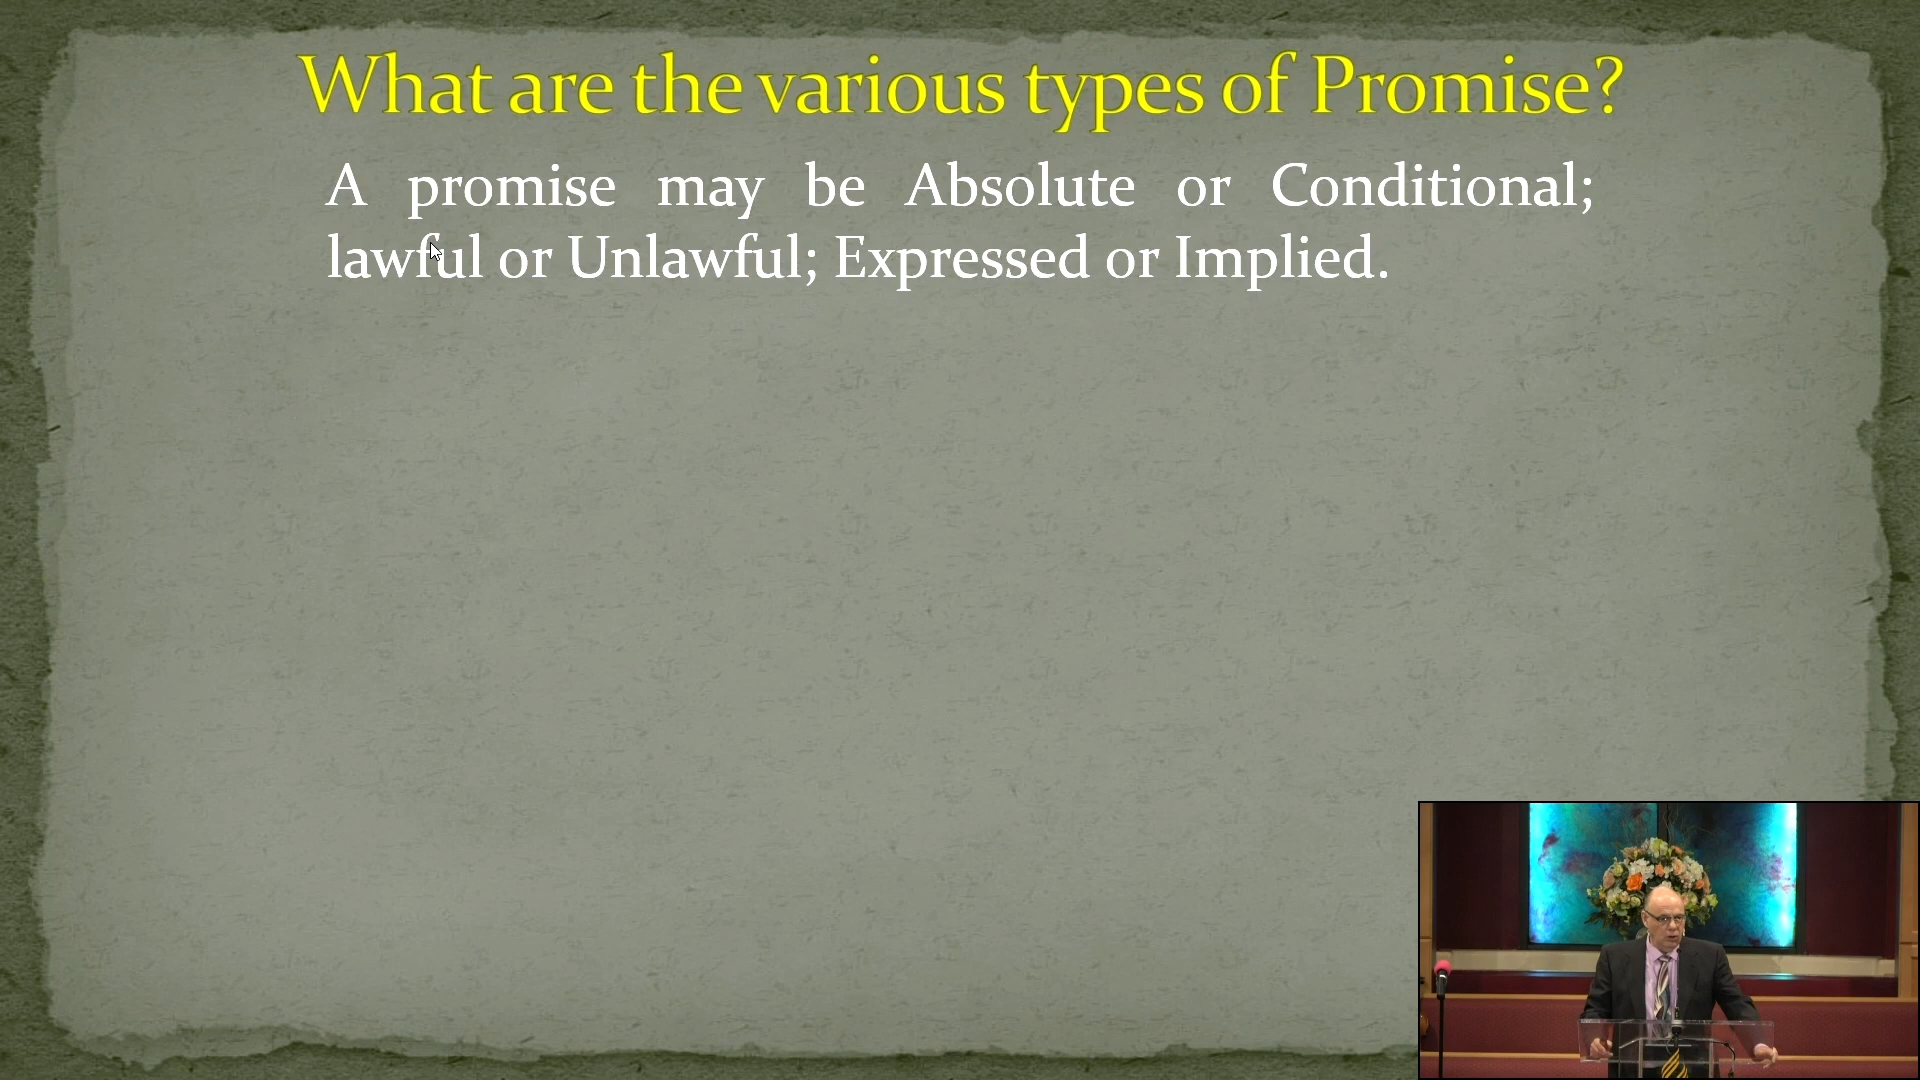 What are the various types of Promise?
A promise may be Absolute or Conditional;
lawful or Unlawful; Expressed or Implied.